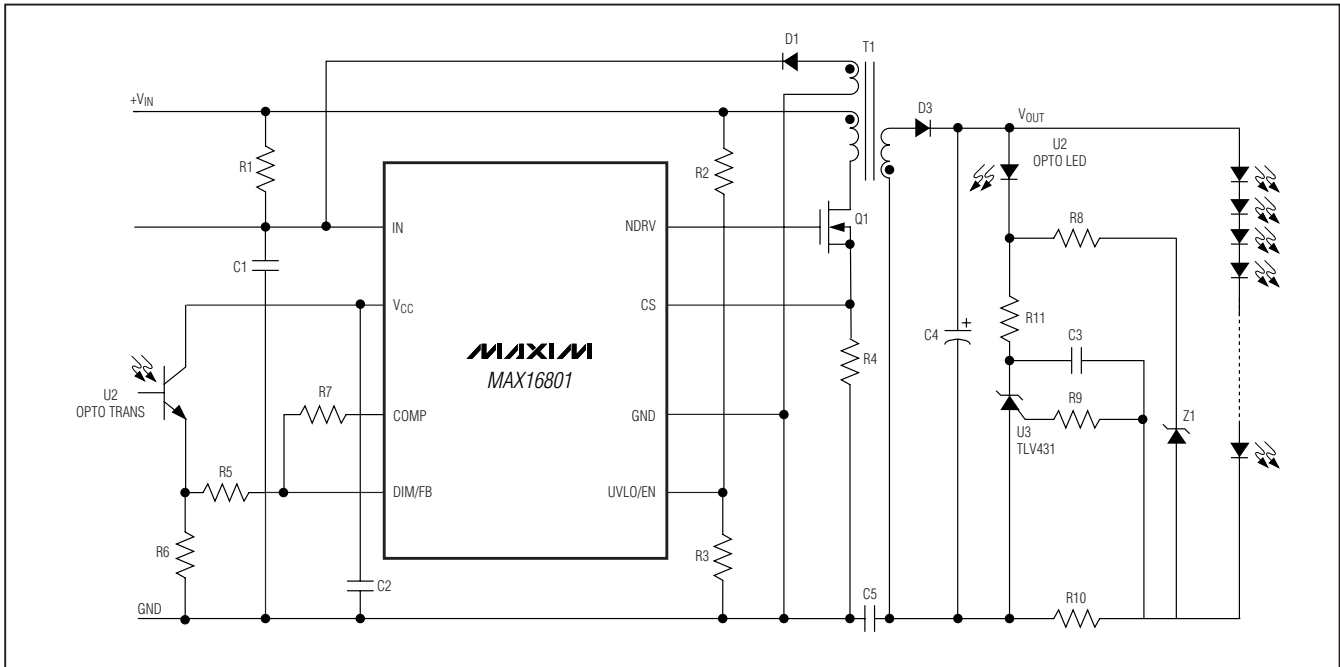 D1
T1
+VIN
D3
VOUT
U2
OPTO LED
R1
R2
Q1
R8
IN
NDRV
C1
VCC
CS
R11
C3
C4
+
R4
MAXIM
MAX16801
U2
OPTO TRANS
R7
COMP
GND
R9
U3
TLV431
Z1
R5
DIM/FB
UVLO/EN
R6
R3
C2
C5
R10
GND